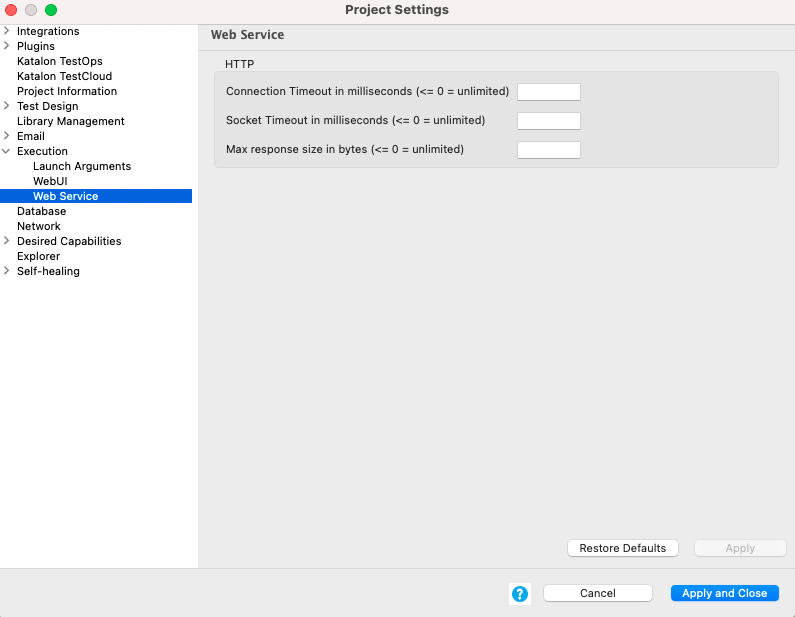 Project Settings
Integrations
Plugins
Katalon TestOps
Katalon TestCloud
Project Information
Test Design
Library Management
Email
Execution
Launch Arguments
WebUI
Web Service
Database
Network
Desired Capabilities
Explorer
Self-healing
Web Service
HTTP
Connection Timeout in milliseconds (<= 0 = unlimited)
Socket Timeout in milliseconds (<= 0 = unlimited)
Max response size in bytes (<= 0 = unlimited)
Restore Defaults
Apply
?
Cancel
Apply and Close